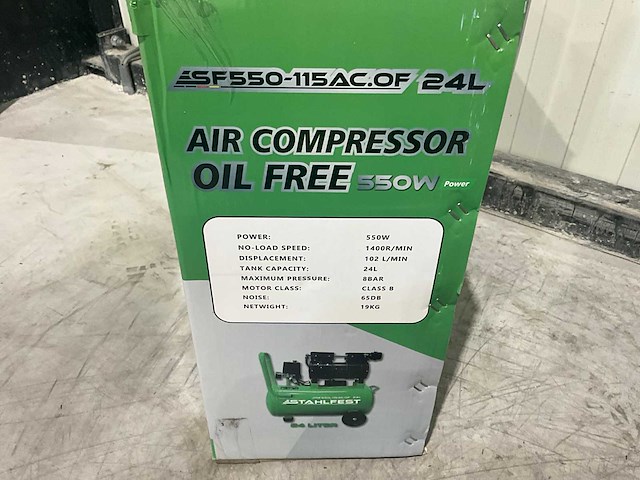 SF550-115AC.OF 24L
AIR COMPRESSOR
OIL FREE 550W Power
POWER: 550W
NO-LOAD SPEED: 1400R/MIN
DISPLACEMENT: 102 L/MIN
TANK CAPACITY: 24L
MAXIMUM PRESSURE: 8BAR
MOTOR CLASS: CLASS B
NOISE: 65DB
NETWIGHT: 19KG
STAHLFEST
24 LITER